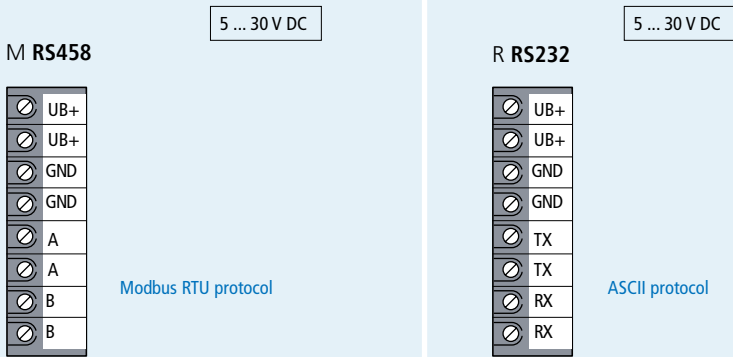 5 ... 30 V DC
M RS458
UB+
UB+
GND
GND
A
A
B
B
Modbus RTU protocol
5 ... 30 V DC
R RS232
UB+
UB+
GND
GND
TX
TX
RX
RX
ASCII protocol